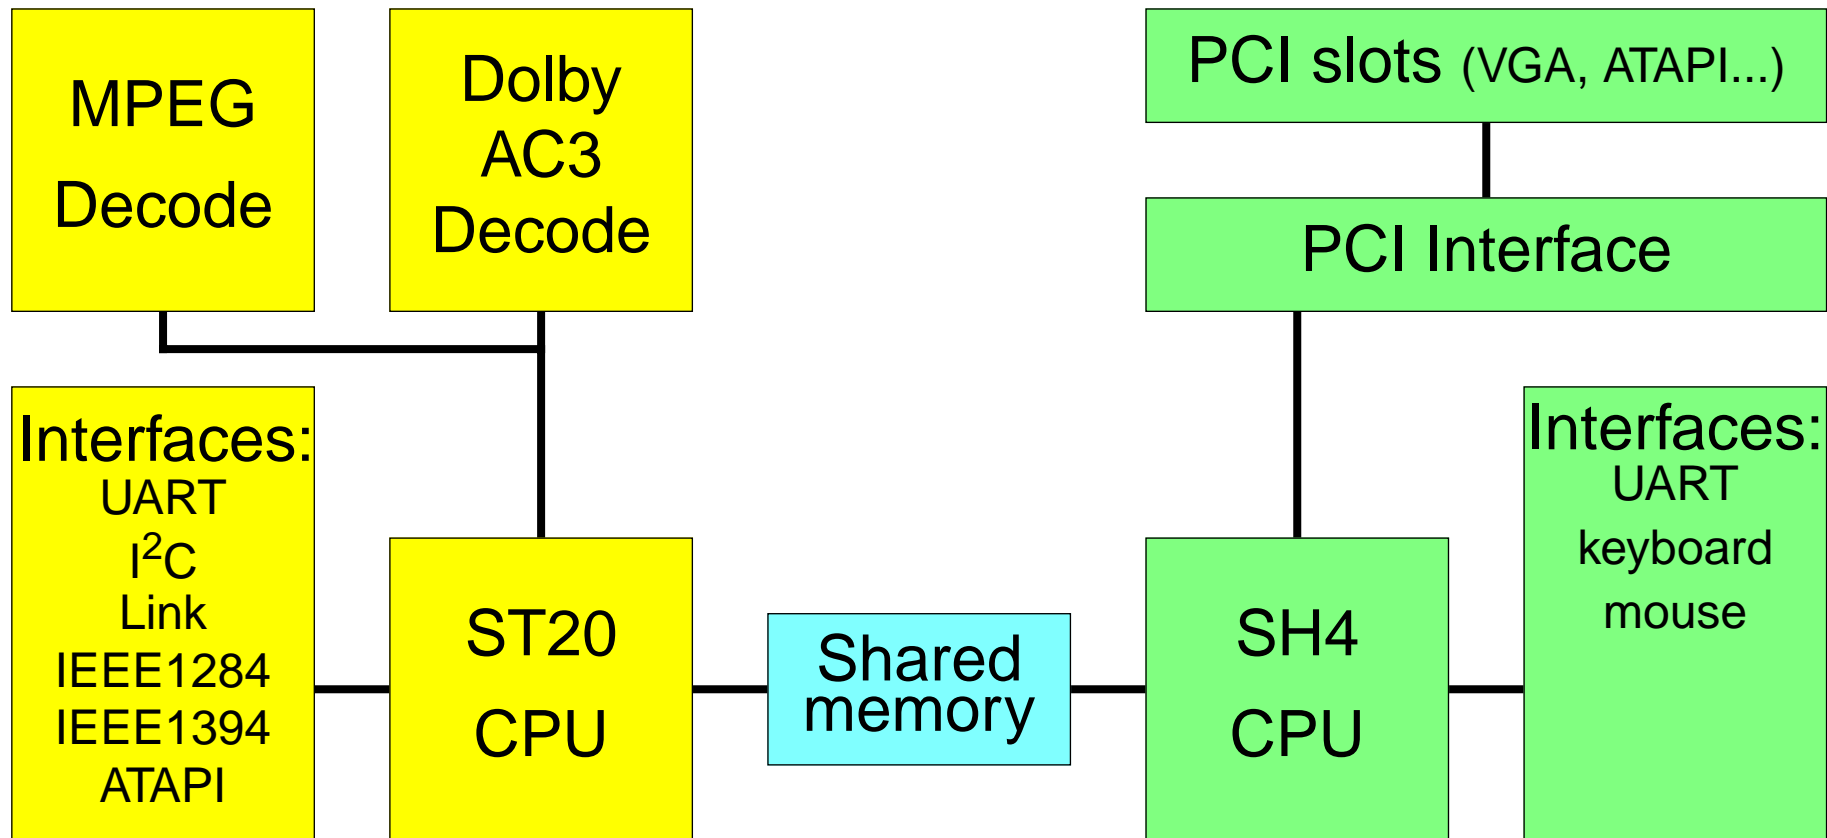 MPEG
Decode
Dolby
AC3
Decode
PCI slots (VGA, ATAPI...)
PCI Interface
Interfaces:
UART
I²C
Link
IEEE1284
IEEE1394
ATAPI
ST20
CPU
Shared
memory
SH4
CPU
Interfaces:
UART
keyboard
mouse